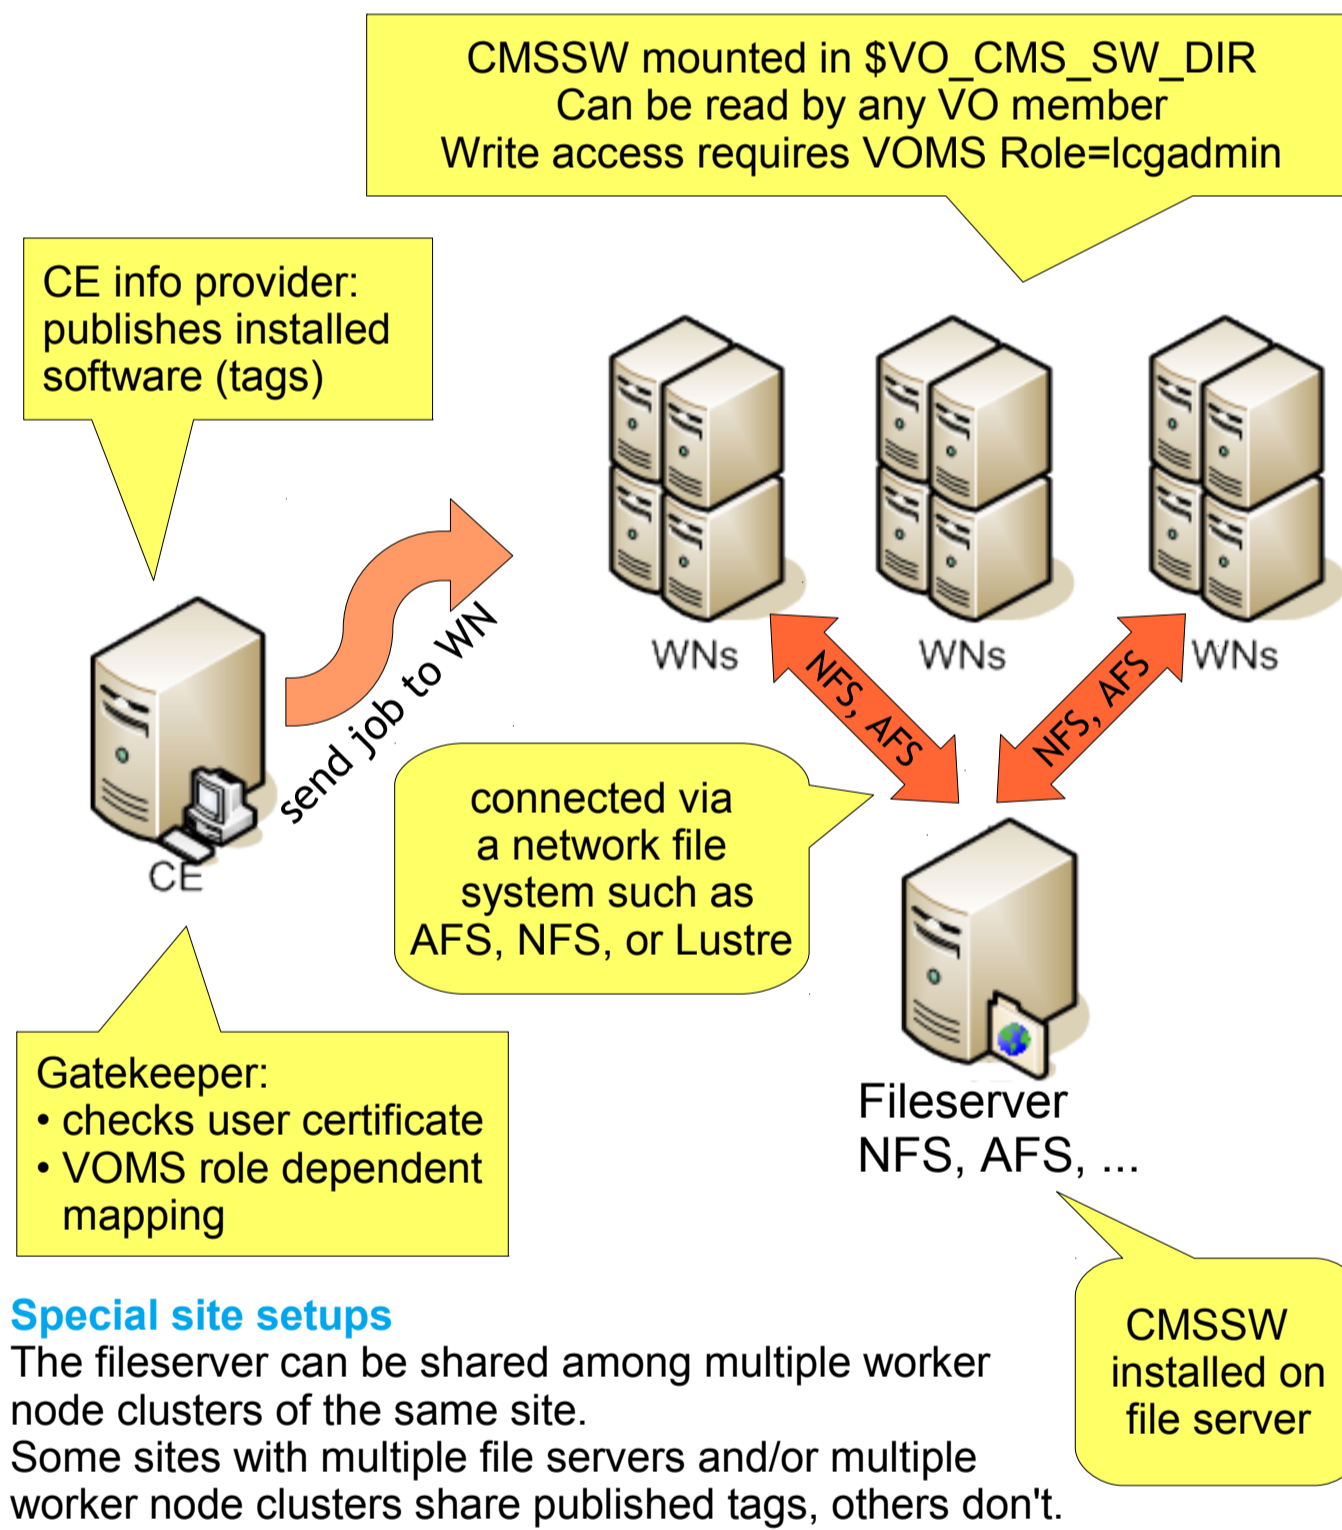 CMSSW mounted in $VO_CMS_SW_DIR
Can be read by any VO member
Write access requires VOMS Role=lcgadmin
CE info provider:
publishes installed
software (tags)
send job to WN
WNs
WNs
WNs
NFS, AFS
NFS, AFS
CE
connected via
a network file
system such as
AFS, NFS, or Lustre
Fileserver
NFS, AFS, ...
Gatekeeper:
• checks user certificate
• VOMS role dependent
mapping
CMSSW
installed on
file server
Special site setups
The fileserver can be shared among multiple worker
node clusters of the same site.
Some sites with multiple file servers and/or multiple
worker node clusters share published tags, others don't.